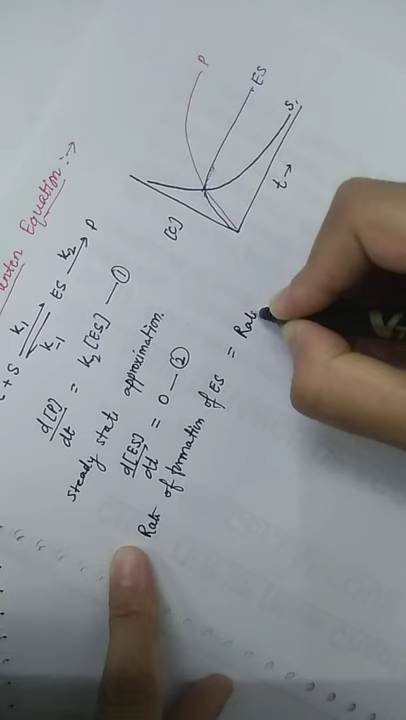 enten Equation :→
+ S ⇌ ES → P
K₁
K₋₁
K₂
d[P]/dt = K₂[ES] — ①
Steady state approximation.
d[ES]/dt = 0 — ②
Rate of formation of ES = Rate
P
ES
S.
[C]
t →